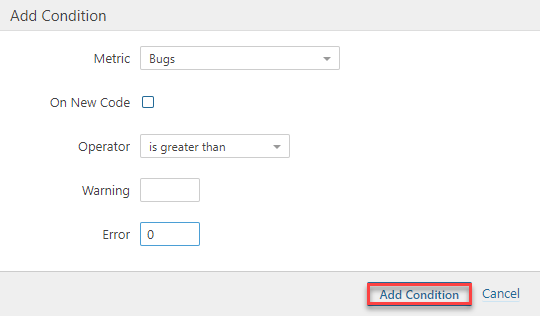 Add Condition
Metric Bugs
On New Code
Operator is greater than
Warning
Error 0
Add Condition Cancel